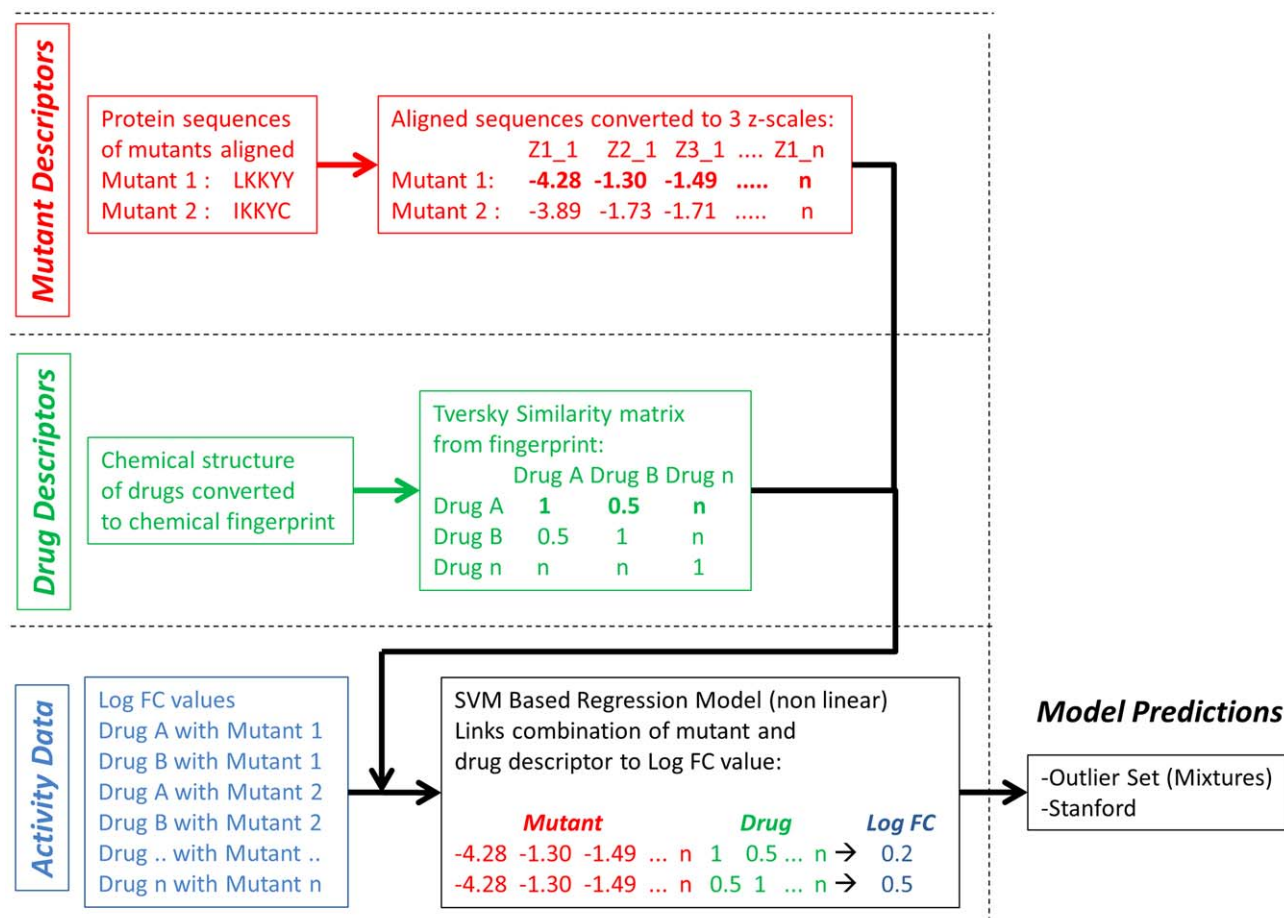 Mutant Descriptors
Protein sequences
of mutants aligned
Mutant 1 : LKKYY
Mutant 2 : IKKYC
Aligned sequences converted to 3 z-scales:
Z1_1 Z2_1 Z3_1 .... Z1_n
Mutant 1: -4.28 -1.30 -1.49 ..... n
Mutant 2 : -3.89 -1.73 -1.71 ..... n
Drug Descriptors
Chemical structure
of drugs converted
to chemical fingerprint
Tversky Similarity matrix
from fingerprint:
Drug A Drug B Drug n
Drug A 1 0.5 n
Drug B 0.5 1 n
Drug n n n 1
Activity Data
Log FC values
Drug A with Mutant 1
Drug B with Mutant 1
Drug A with Mutant 2
Drug B with Mutant 2
Drug .. with Mutant ..
Drug n with Mutant n
SVM Based Regression Model (non linear)
Links combination of mutant and
drug descriptor to Log FC value:
Mutant Drug Log FC
-4.28 -1.30 -1.49 ... n 1 0.5 ... n → 0.2
-4.28 -1.30 -1.49 ... n 0.5 1 ... n → 0.5
Model Predictions
-Outlier Set (Mixtures)
-Stanford